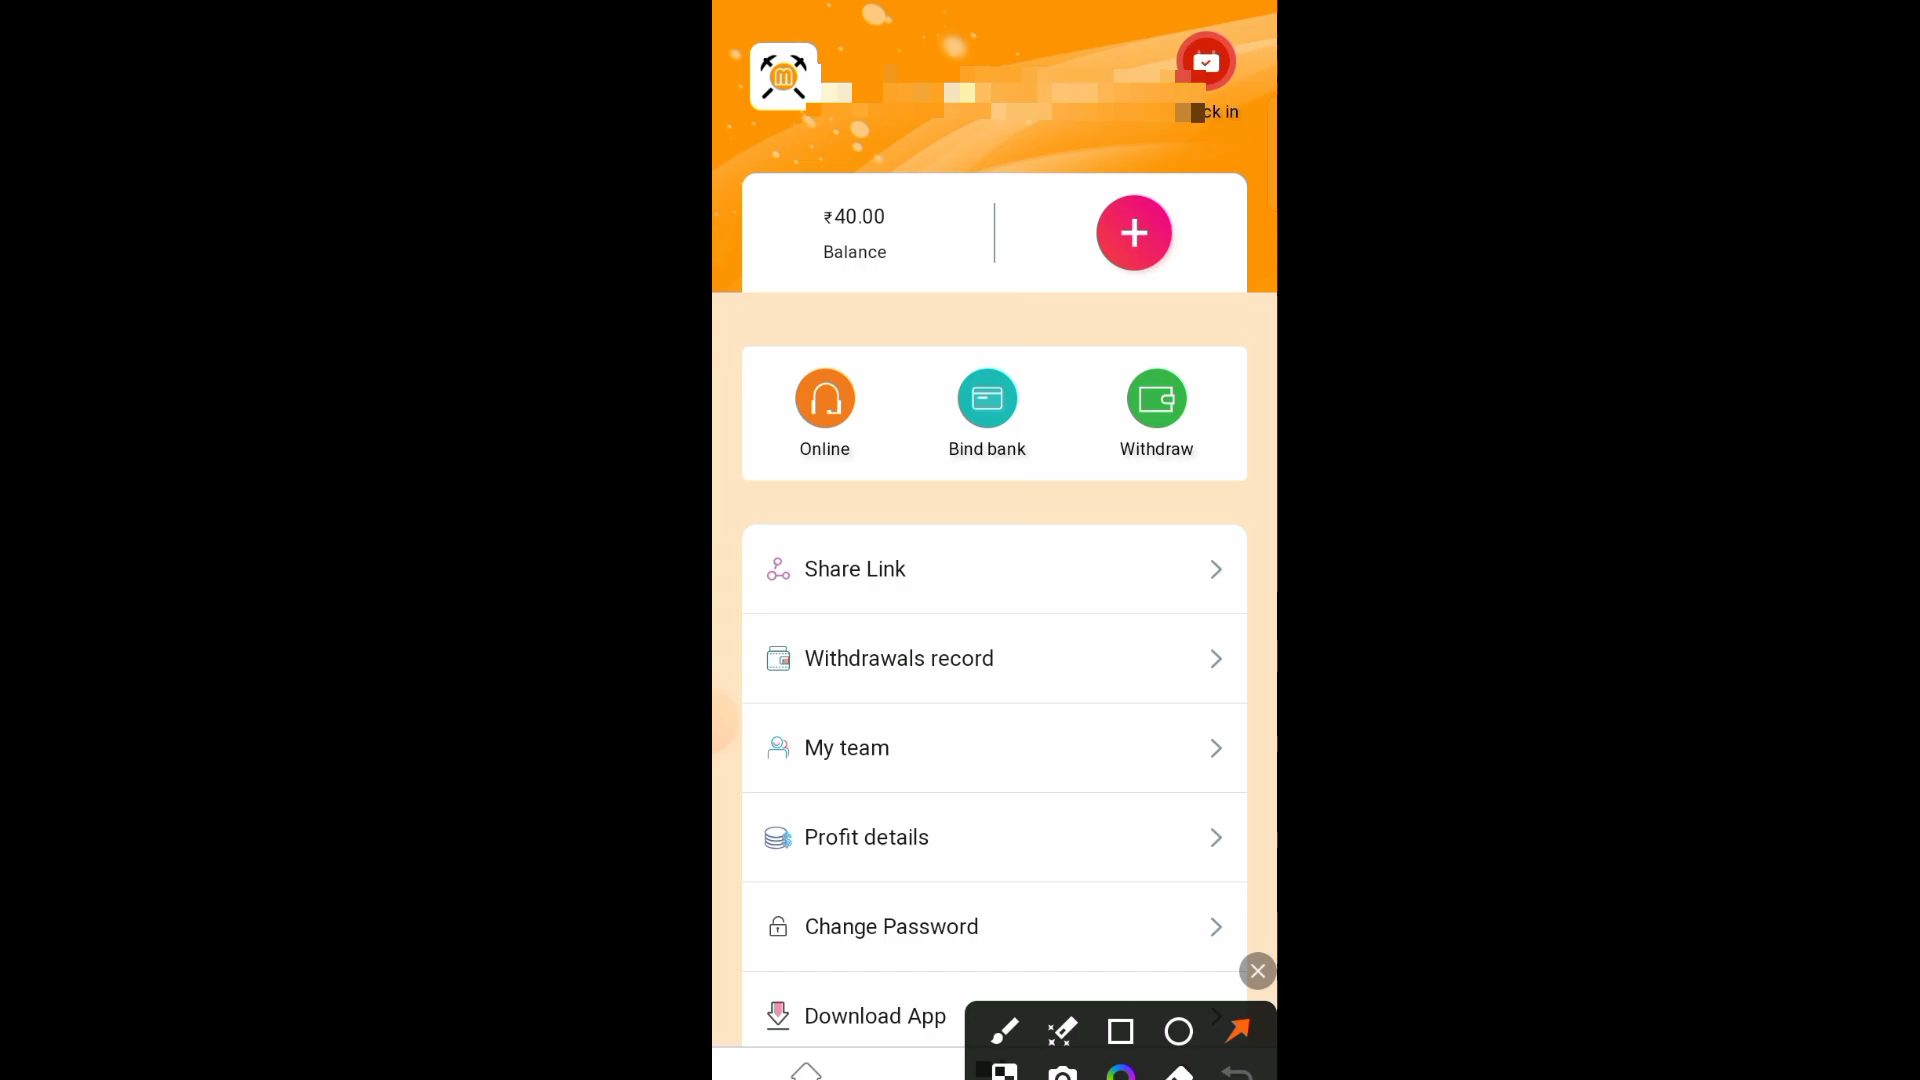 ck in
₹40.00
Balance
Online
Bind bank
Withdraw
Share Link
Withdrawals record
My team
Profit details
Change Password
Download App